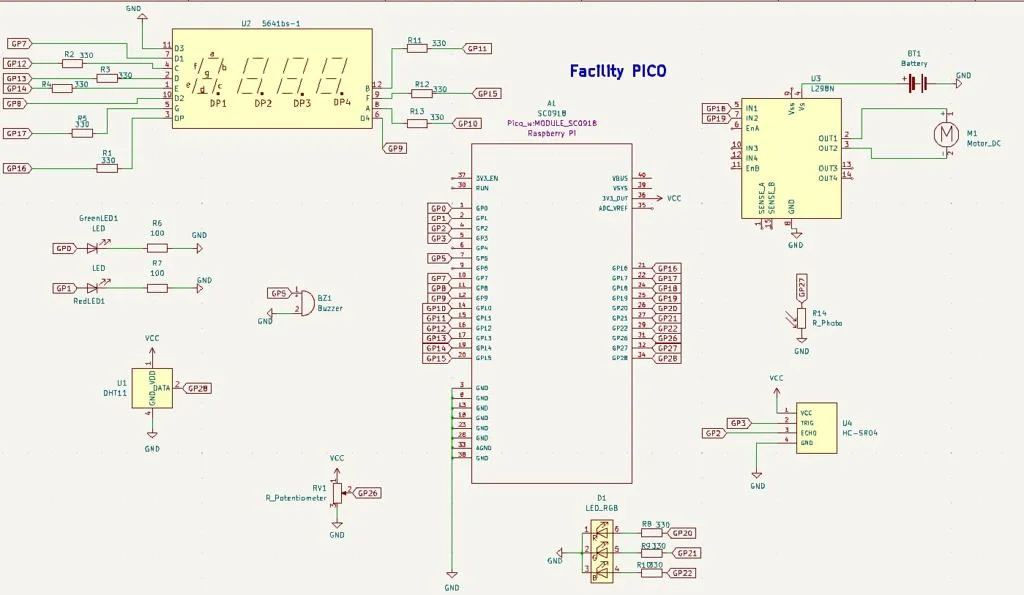 Facility PICO
GND
U2 5641bs-1
GP7
GP12
GP13
GP14
GP8
GP17
GP16
R2 330
R3 330
R4 330
R5
330
R1
330
11 D3
7 D1
4 C
2 D
1 E
10 D2
5 G
3 DP
a
f b
g
e c
d
DP1 DP2 DP3 DP4
12 B
9 F
8 A
6 D4
R11 330 GP11
R12 330 GP15
R13 330 GP10
GP9
A1
SC0918
Pico_w:MODULE_SC0918
Raspberry Pi
37 3V3_EN
30 RUN
GP0 1 GP0
GP1 2 GP1
GP2 4 GP2
GP3 5 GP3
6 GP4
GP5 7 GP5
9 GP6
GP7 10 GP7
GP8 11 GP8
GP9 12 GP9
GP10 14 GP10
GP11 15 GP11
GP12 16 GP12
GP13 17 GP13
GP14 19 GP14
GP15 20 GP15
3 GND
8 GND
13 GND
18 GND
23 GND
28 GND
33 AGND
38 GND
GND
VBUS 40
VSYS 39
3V3_OUT 36 VCC
ADC_VREF 35
GP16 21 GP16
GP17 22 GP17
GP18 24 GP18
GP19 25 GP19
GP20 26 GP20
GP21 27 GP21
GP22 29 GP22
GP26 31 GP26
GP27 32 GP27
GP28 34 GP28
BT1
Battery
+ -
GND
U3
L298N
9 4
Vss Vs
GP18 5 IN1
GP19 7 IN2
6 EnA
10 IN3
12 IN4
11 EnB
OUT1 2
OUT2 3
OUT3 13
OUT4 14
SENSE_A
SENSE_B
GND
1 15 8
GND
1
+
M
-
2
M1
Motor_DC
GreenLED1
LED
GP0
R6
100
GND
LED
GP1
RedLED1
R7
100
GND
GP5
1
2
BZ1
Buzzer
GND
GP27
R14
R_Photo
GND
VCC
1
U1
DHT11
VDD
DATA 2 GP28
GND
4
GND
VCC
1 VCC
GP3 2 TRIG
GP2 3 ECHO
4 GND
U4
HC-SR04
GND
VCC
1
RV1
R_Potentiometer
2 GP26
3
GND
D1
LED_RGB
1 R 6
2 G 5
3 B 4
GND
R8 330 GP20
R9 330 GP21
R10 330 GP22